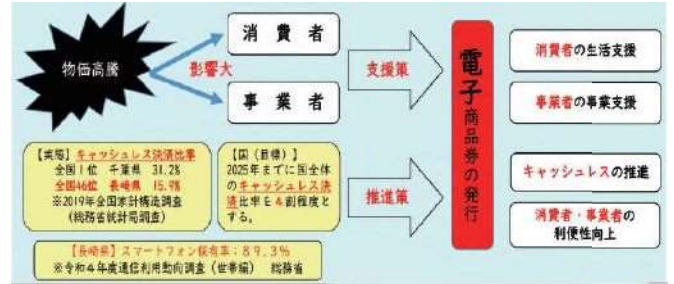 物価高騰
影響大
消費者
事業者
支援策
電子商品券の発行
消費者の生活支援
事業者の事業支援
【実態】キャッシュレス決済比率
全国1位 千葉県 31.2%
全国46位 長崎県 15.9%
※2019年全国家計構造調査
（総務省統計局調査）
【国（目標）】
2025年までに国全体
のキャッシュレス決
済比率を4割程度と
する。
推進策
キャッシュレスの推進
消費者・事業者の
利便性向上
【長崎県】スマートフォン保有率：89.3%
※令和4年度通信利用動向調査（世帯編） 総務省